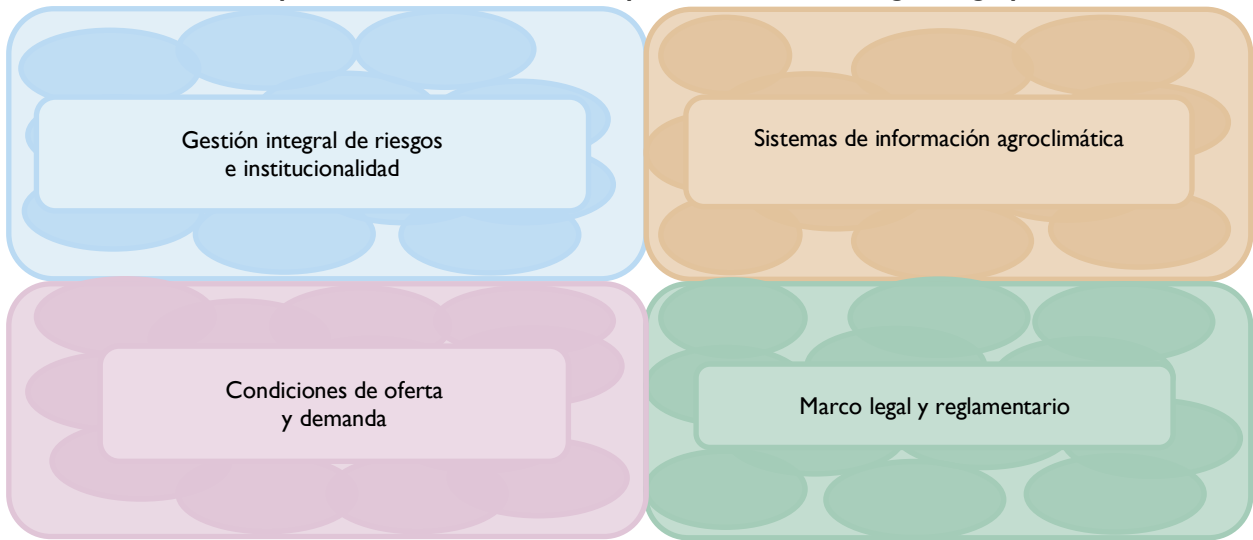 Gestión integral de riesgos
e institucionalidad
Sistemas de información agroclimática
Condiciones de oferta
y demanda
Marco legal y reglamentario